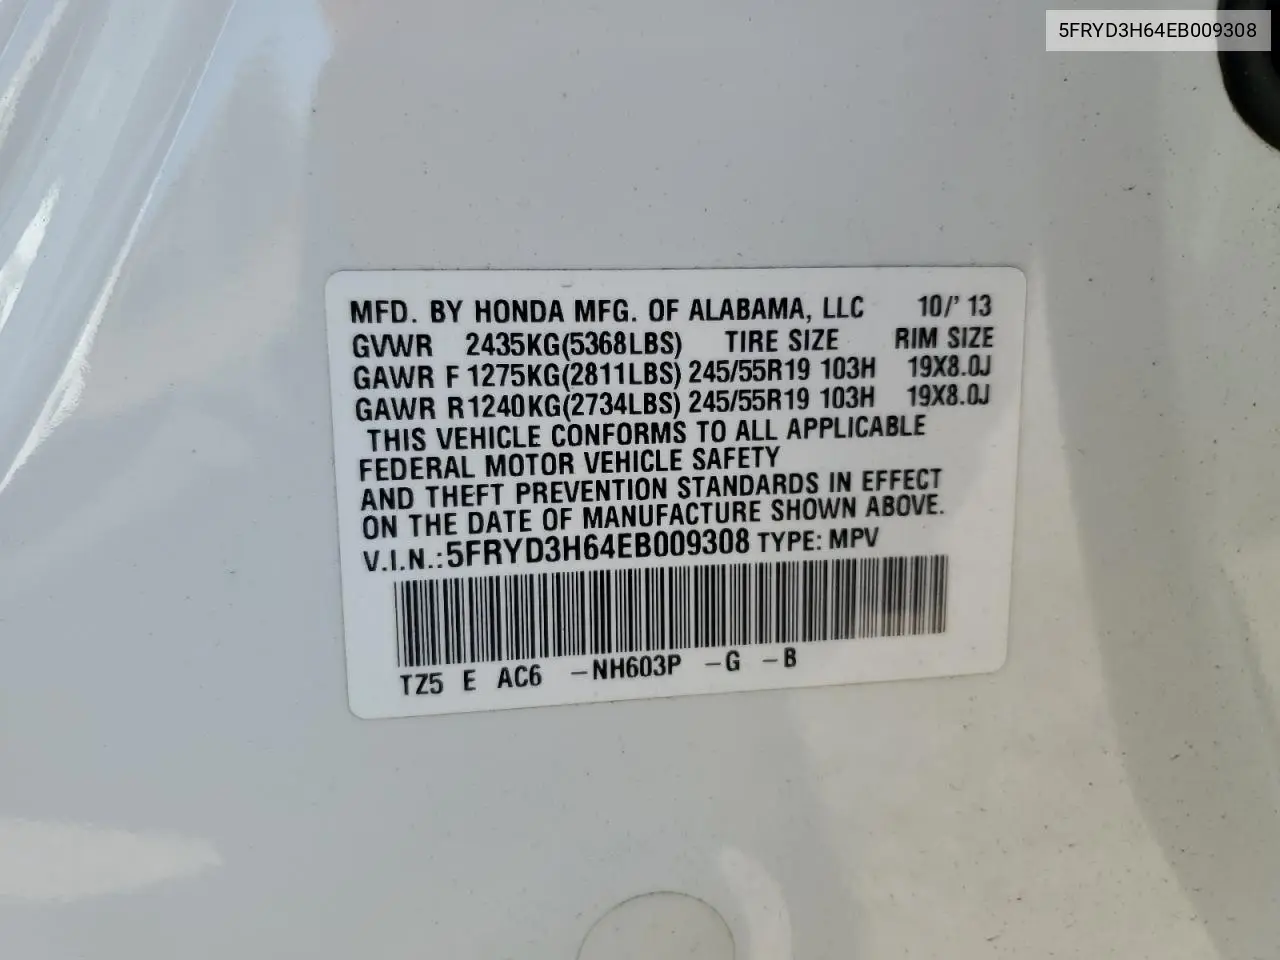 5FRYD3H64EB009308
MFD. BY HONDA MFG. OF ALABAMA, LLC 10/' 13
GVWR 2435KG(5368LBS) TIRE SIZE RIM SIZE
GAWR F 1275KG(2811LBS) 245/55R19 103H 19X8.0J
GAWR R 1240KG(2734LBS) 245/55R19 103H 19X8.0J
THIS VEHICLE CONFORMS TO ALL APPLICABLE
FEDERAL MOTOR VEHICLE SAFETY
AND THEFT PREVENTION STANDARDS IN EFFECT
ON THE DATE OF MANUFACTURE SHOWN ABOVE.
V.I.N.: 5FRYD3H64EB009308 TYPE: MPV
TZ5 E AC6 -NH603P -G -B